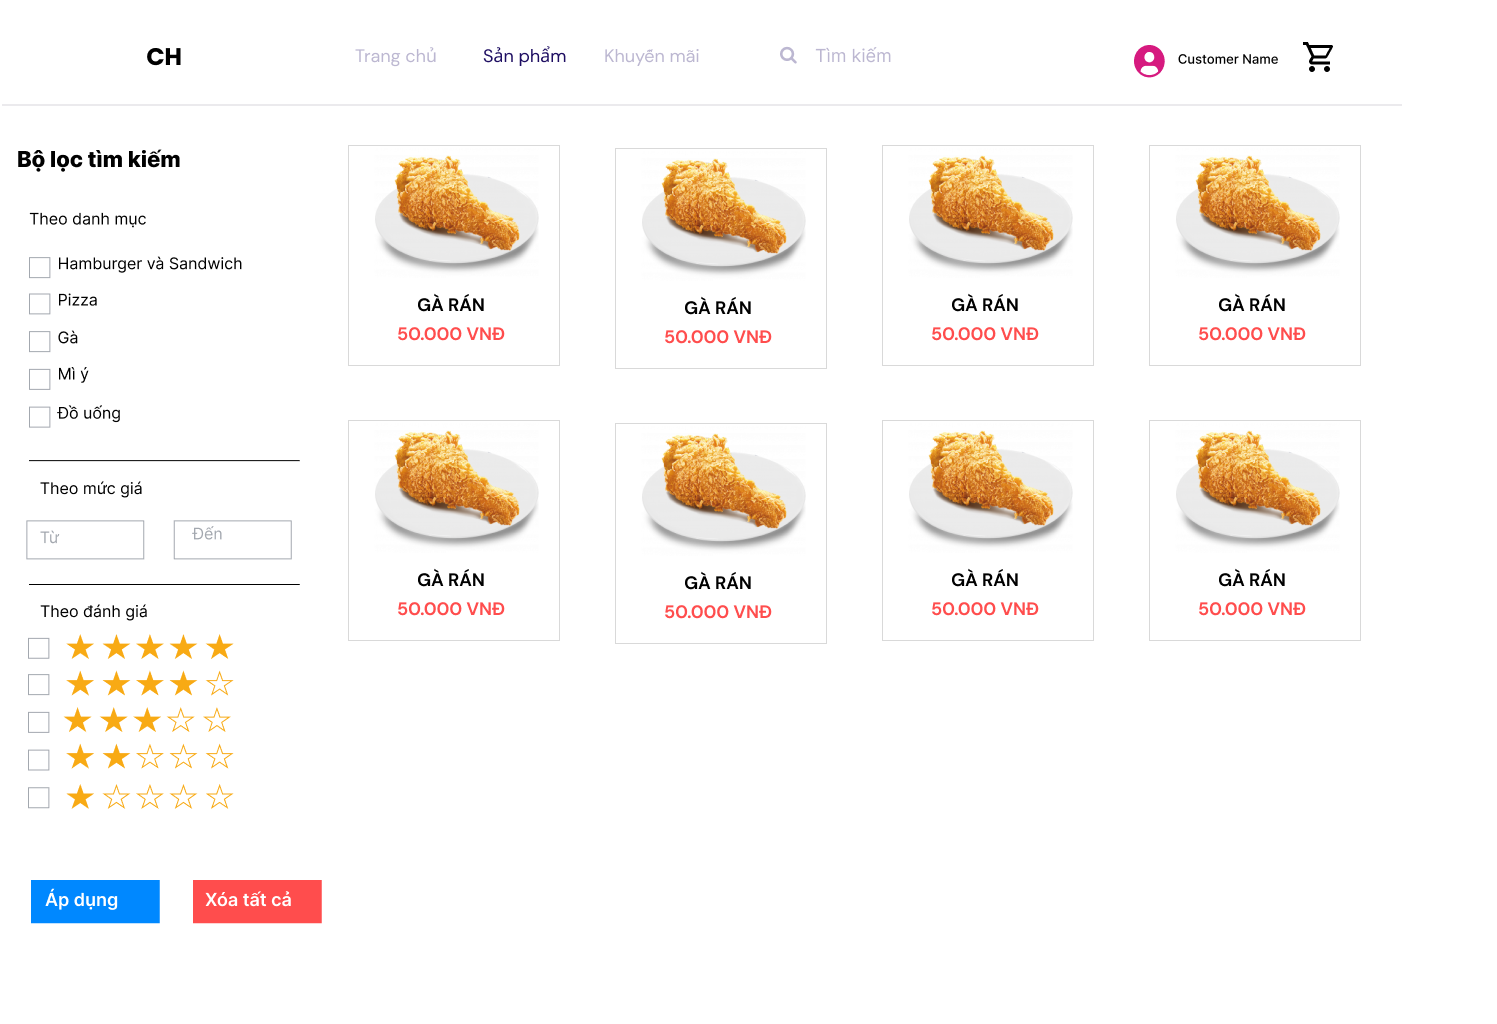 CH
Trang chủ
Sản phẩm
Khuyến mãi
Tìm kiếm
Customer Name
Bộ lọc tìm kiếm
Theo danh mục
Hamburger và Sandwich
Pizza
Gà
Mì ý
Đồ uống
Theo mức giá
Từ
Đến
Theo đánh giá
Áp dụng
Xóa tất cả
GÀ RÁN
50.000 VNĐ
GÀ RÁN
50.000 VNĐ
GÀ RÁN
50.000 VNĐ
GÀ RÁN
50.000 VNĐ
GÀ RÁN
50.000 VNĐ
GÀ RÁN
50.000 VNĐ
GÀ RÁN
50.000 VNĐ
GÀ RÁN
50.000 VNĐ